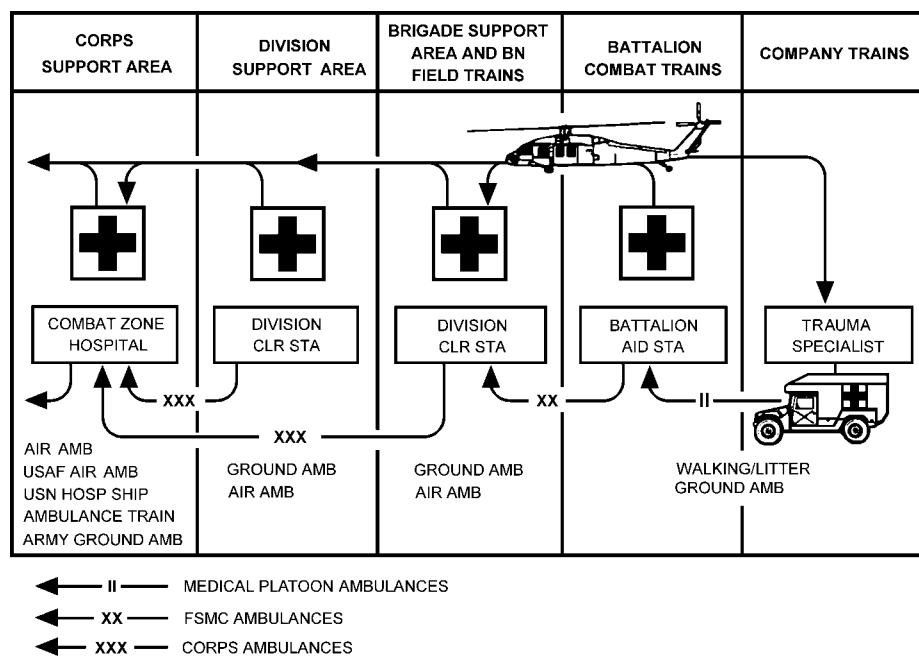 CORPS
SUPPORT AREA
DIVISION
SUPPORT AREA
BRIGADE SUPPORT
AREA AND BN
FIELD TRAINS
BATTALION
COMBAT TRAINS
COMPANY TRAINS
COMBAT ZONE
HOSPITAL
DIVISION
CLR STA
DIVISION
CLR STA
BATTALION
AID STA
TRAUMA
SPECIALIST
XXX
XX
II
XXX
AIR AMB
USAF AIR AMB
USN HOSP SHIP
AMBULANCE TRAIN
ARMY GROUND AMB
GROUND AMB
AIR AMB
GROUND AMB
AIR AMB
WALKING/LITTER
GROUND AMB
II MEDICAL PLATOON AMBULANCES
XX FSMC AMBULANCES
XXX CORPS AMBULANCES